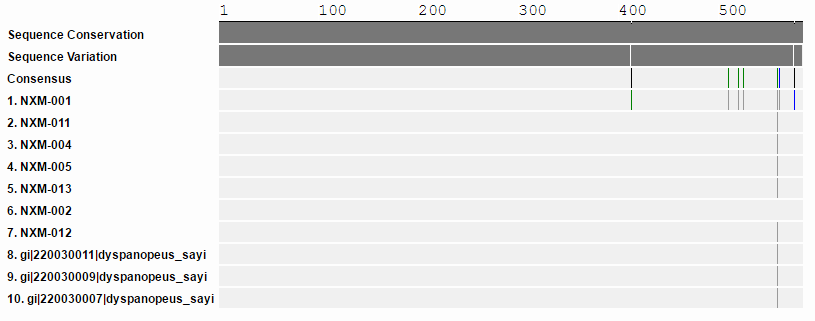 1 100 200 300 400 500
Sequence Conservation
Sequence Variation
Consensus
1. NXM-001
2. NXM-011
3. NXM-004
4. NXM-005
5. NXM-013
6. NXM-002
7. NXM-012
8. gi|220030011|dyspanopeus_sayi
9. gi|220030009|dyspanopeus_sayi
10. gi|220030007|dyspanopeus_sayi